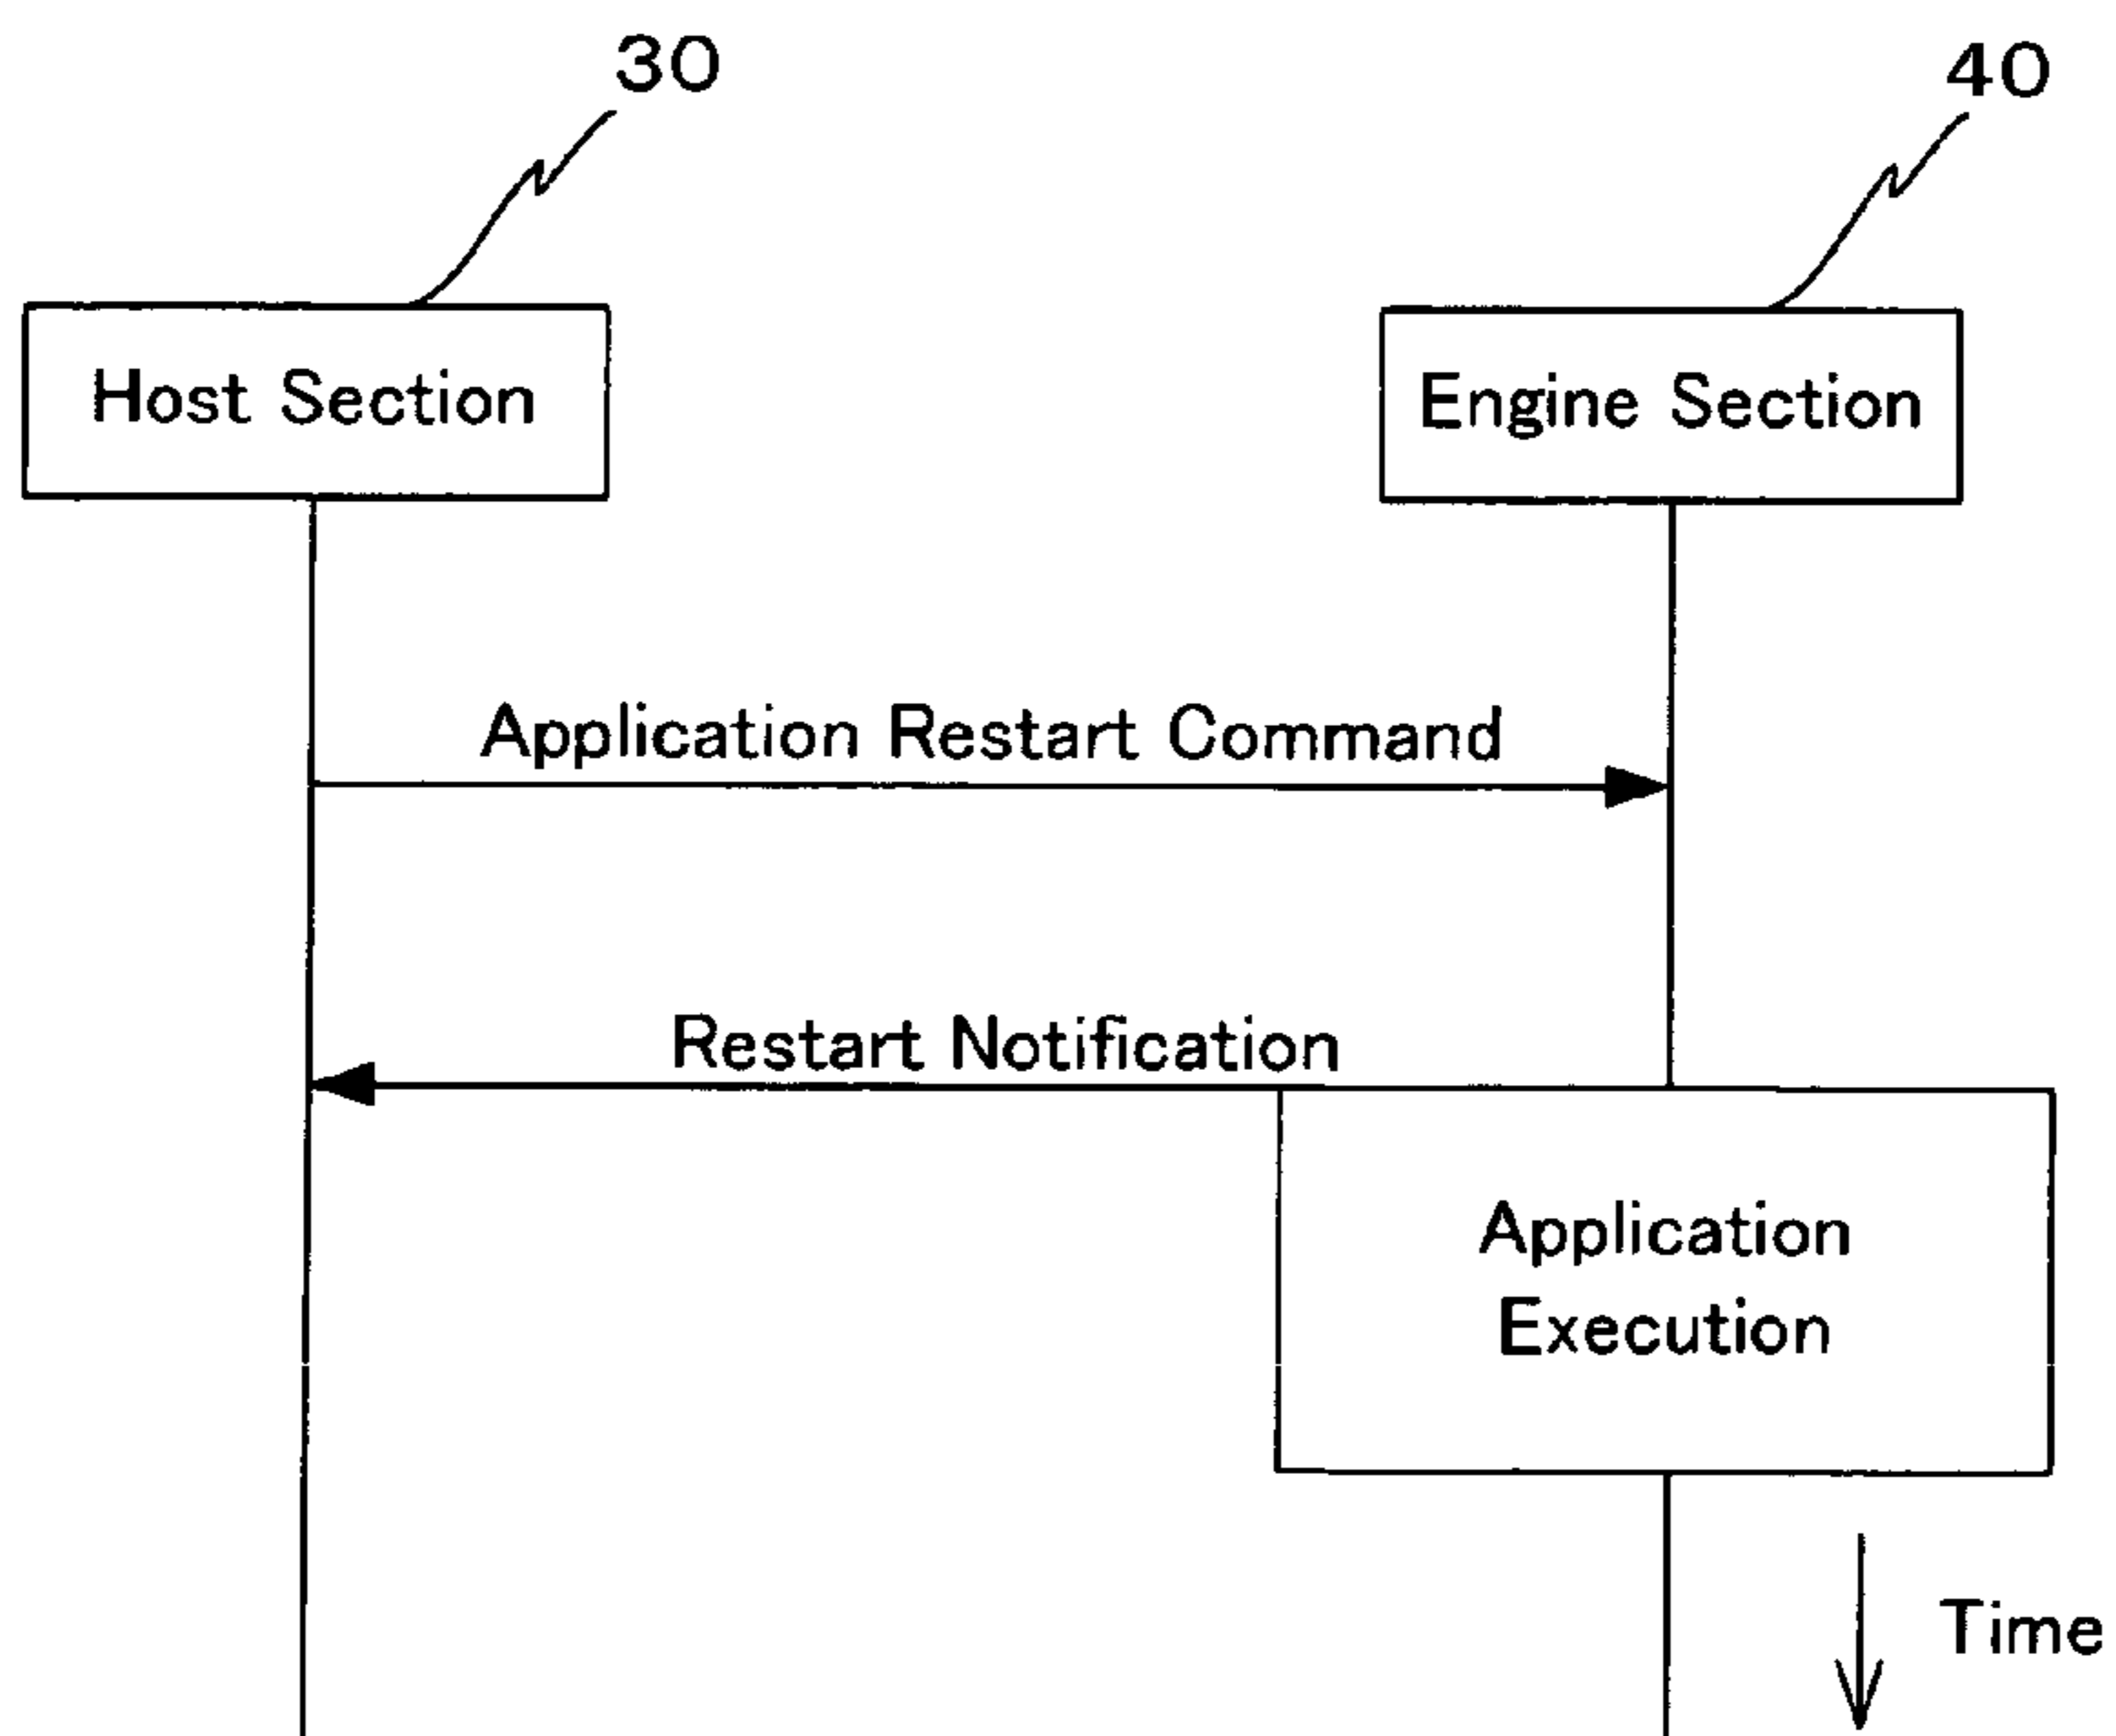 30
40
Host Section
Engine Section
Application Restart Command
Restart Notification
Application
Execution
Time